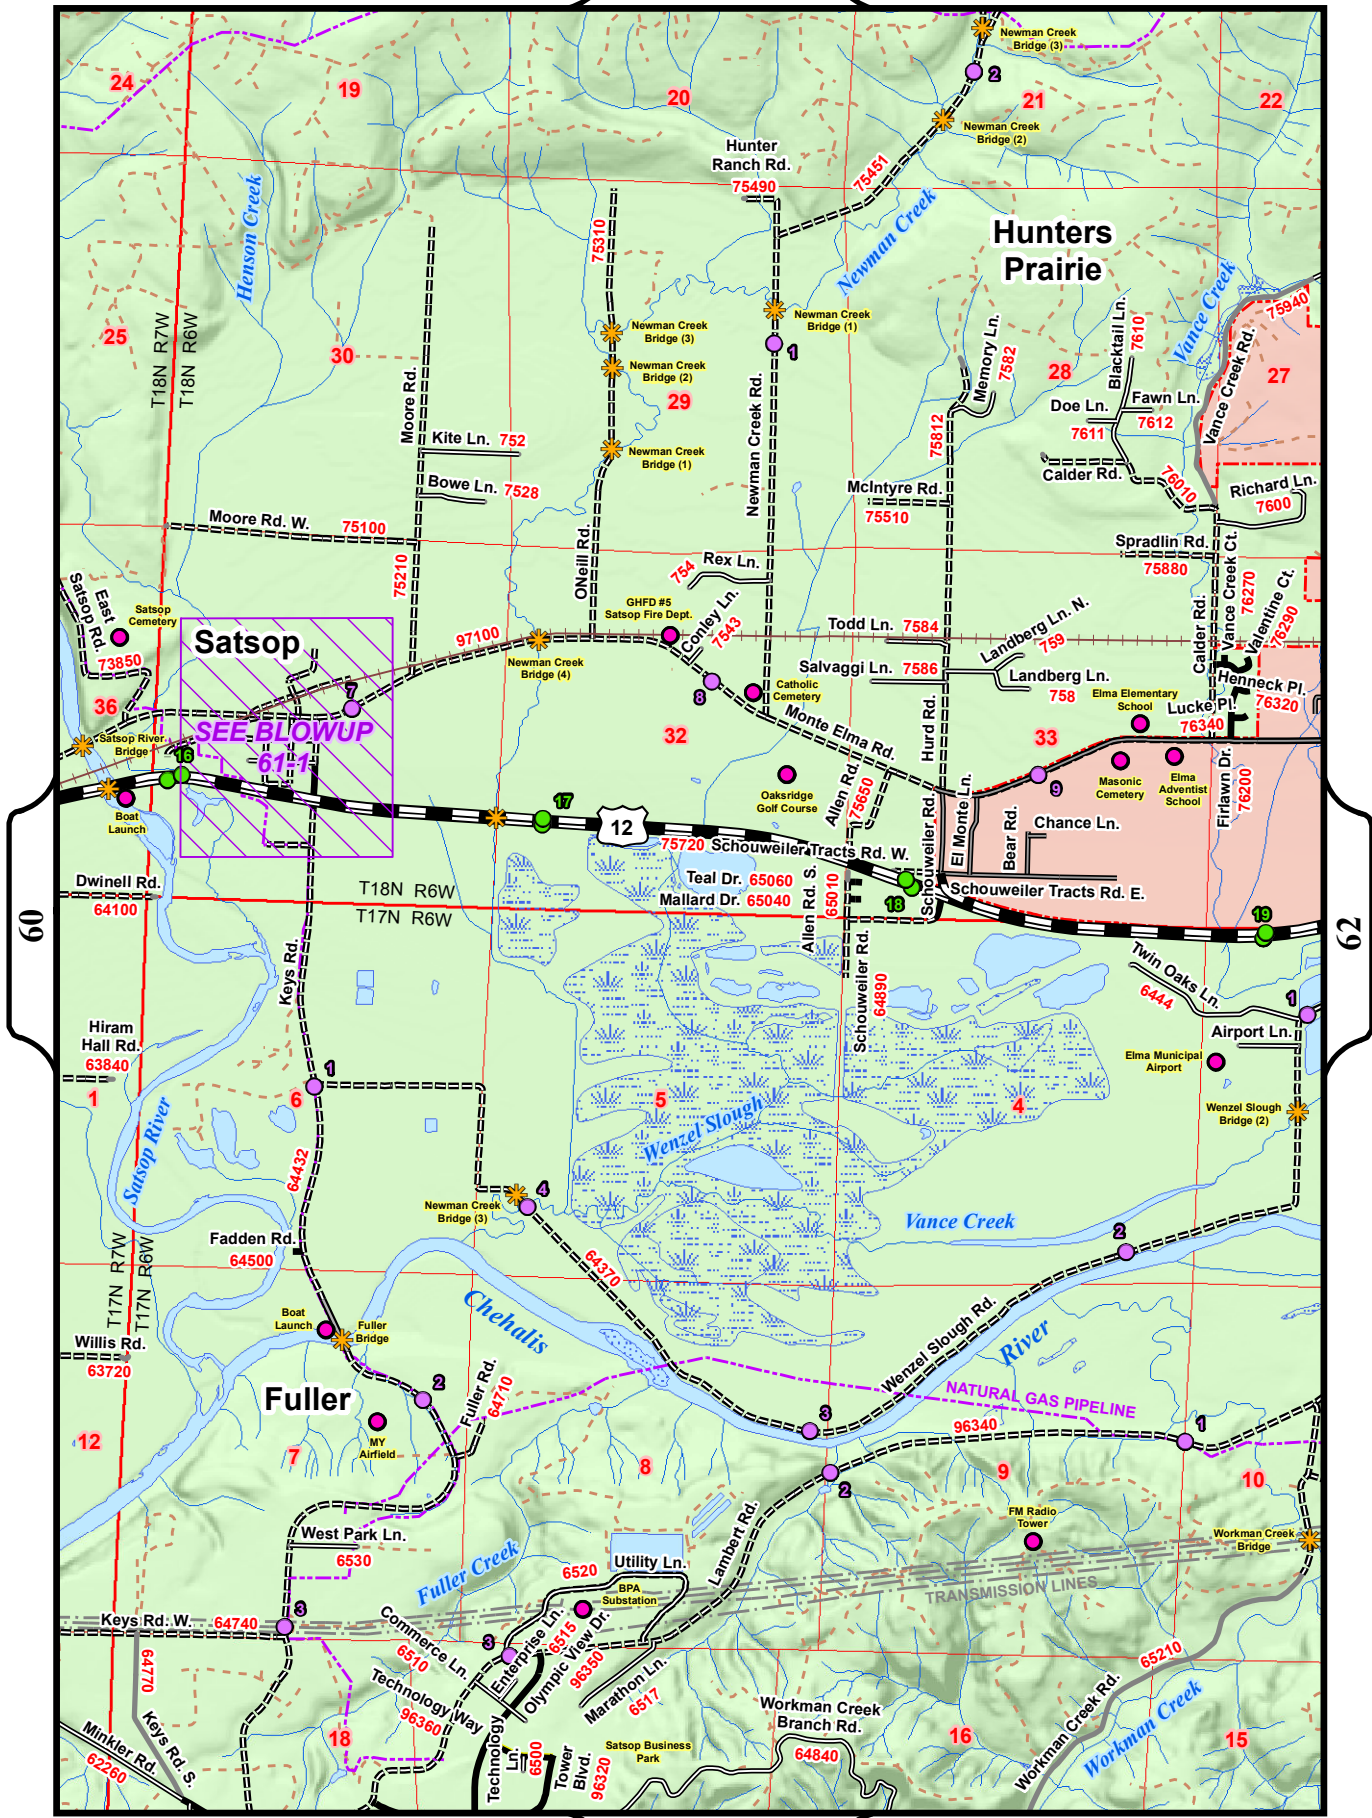 Newman Creek
Bridge (3)
2
24
19
20
21
22
Newman Creek
Bridge (2)
Hunter
Ranch Rd.
75490
75451
Henson Creek
75310
Newman Creek
Hunters
Prairie
Vance Creek
75940
25
T18N R7W
T18N R6W
30
Newman Creek
Bridge (3)
Newman Creek
Bridge (2)
29
Newman Creek
Bridge (1)
Newman Creek
Bridge (1)
1
Memory Ln.
7582
28
Blacktail Ln.
7610
Doe Ln.
7611
Fawn Ln.
7612
Vance Creek Rd.
27
Moore Rd.
Kite Ln. 752
Bowe Ln. 7528
Newman Creek Rd.
75812
McIntyre Rd.
75510
Calder Rd.
76010
Richard Ln.
7600
Moore Rd. W.
75100
75210
ONeill Rd.
Rex Ln.
754
Spradlin Rd.
75880
Calder Rd.
Vance Creek Ct.
76270
Valentine Ct.
76290
East
Satsop Rd.
73850
Satsop
Cemetery
Satsop
97100
GHFD #5
Satsop Fire Dept.
Conley Ln.
7543
Newman Creek
Bridge (4)
Todd Ln. 7584
Landberg Ln. N.
759
Salvaggi Ln. 7586
Landberg Ln.
758
Henneck Pl.
76320
36
7
8
Catholic
Cemetery
Elma Elementary
School
Lucke Pl.
76340
Satsop River
Bridge
SEE BLOWUP
61-1
32
Monte Elma Rd.
Hurd Rd.
33
9
Masonic
Cemetery
Elma
Adventist
School
Firlawn Dr.
76200
16
Boat
Launch
17
12
Oaksridge
Golf Course
Allen Rd.
75650
El Monte Ln.
Bear Rd.
Chance Ln.
75720 Schouweiler Tracts Rd. W.
Schouweiler Rd.
Schouweiler Tracts Rd. E.
Dwinell Rd.
64100
T18N R6W
T17N R6W
Teal Dr. 65060
Mallard Dr. 65040
Allen Rd. S.
65010
18
19
60
62
Keys Rd.
Schouweiler Rd.
64890
Twin Oaks Ln.
6444
1
Airport Ln.
Hiram
Hall Rd.
63840
1
Elma Municipal
Airport
1
6
5
4
Wenzel Slough
Wenzel Slough
Bridge (2)
Satsop River
64432
Newman Creek
Bridge (3)
4
Vance Creek
2
Fadden Rd.
64500
64370
T17N R7W
T17N R6W
Boat
Launch
Fuller
Bridge
Chehalis
River
Wenzel Slough Rd.
Willis Rd.
63720
Fuller
2
Fuller Rd.
64710
NATURAL GAS PIPELINE
3
96340
1
12
MY
Airfield
7
8
2
9
10
FM Radio
Tower
Workman Creek
Bridge
West Park Ln.
6530
Fuller Creek
6520
Utility Ln.
Lambert Rd.
BPA
Substation
TRANSMISSION LINES
Keys Rd. W. 64740
3
Commerce Ln.
6510
3
Enterprise Ln.
6515
Olympic View Dr.
96350
Marathon Ln.
6517
64770
Keys Rd. S.
Technology Way
96360
65210
Workman Creek Rd.
Workman Creek
Workman Creek
Branch Rd.
64840
Minkler Rd.
62260
18
Technology
Ln.
6500
Tower
Blvd.
96320
Satsop Business
Park
16
15